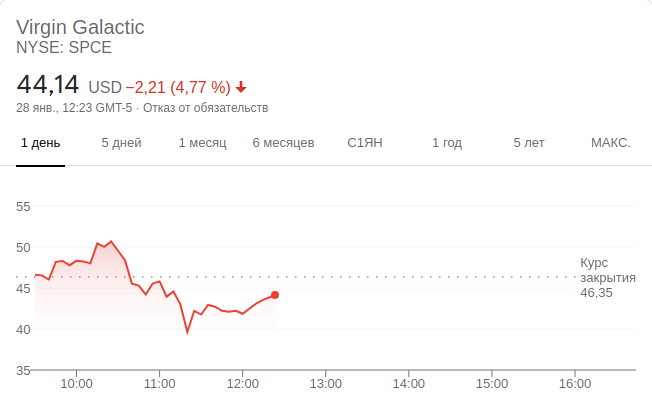 Virgin Galactic
NYSE: SPCE
44,14 USD −2,21 (4,77 %)
28 янв., 12:23 GMT-5 · Отказ от обязательств
1 день 5 дней 1 месяц 6 месяцев С1ЯН 1 год 5 лет МАКС.
55
50
Курс
закрытия
46,35
45
40
35
10:00 11:00 12:00 13:00 14:00 15:00 16:00